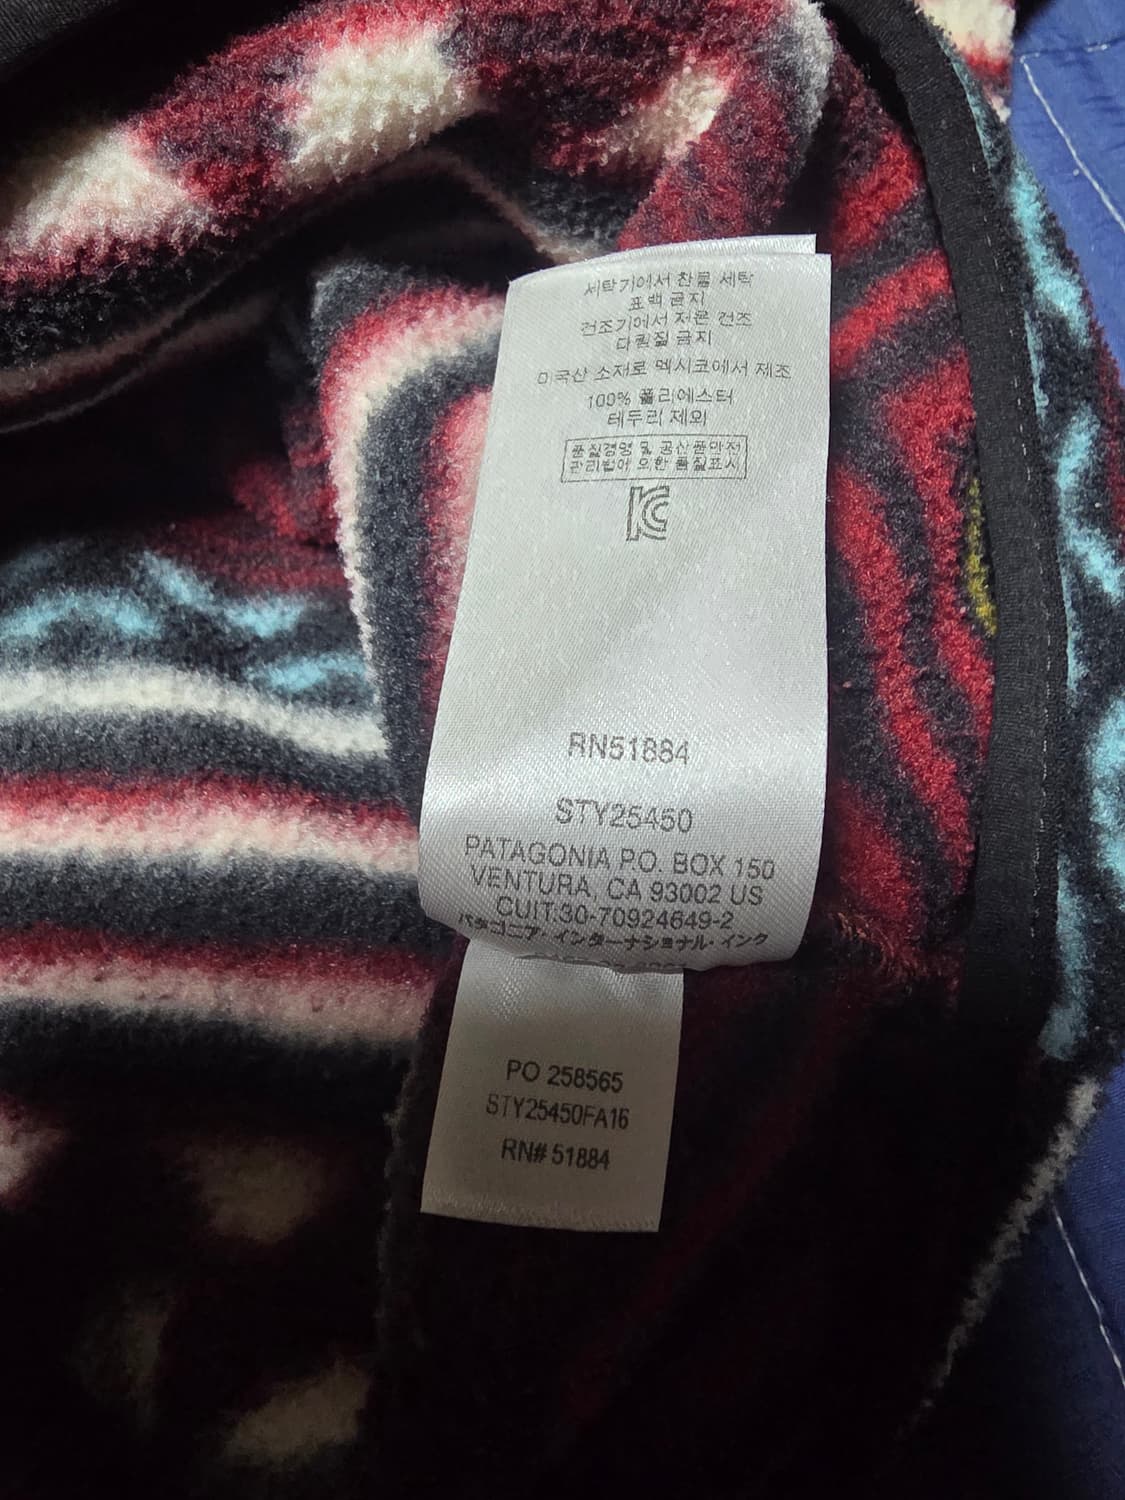 세탁기에서 찬물 세탁
표백 금지
건조기에서 저온 건조
다림질 금지
미국산 소재로 멕시코에서 제조
100% 폴리에스터
테두리 제외
품질경영 및 공산품안전
관리법에 의한 품질표시
KC
RN51884
STY25450
PATAGONIA P.O. BOX 150
VENTURA, CA 93002 US
CUIT:30-70924649-2
パタゴニア・インターナショナル・インク
PO 258565
STY25450FA16
RN# 51884